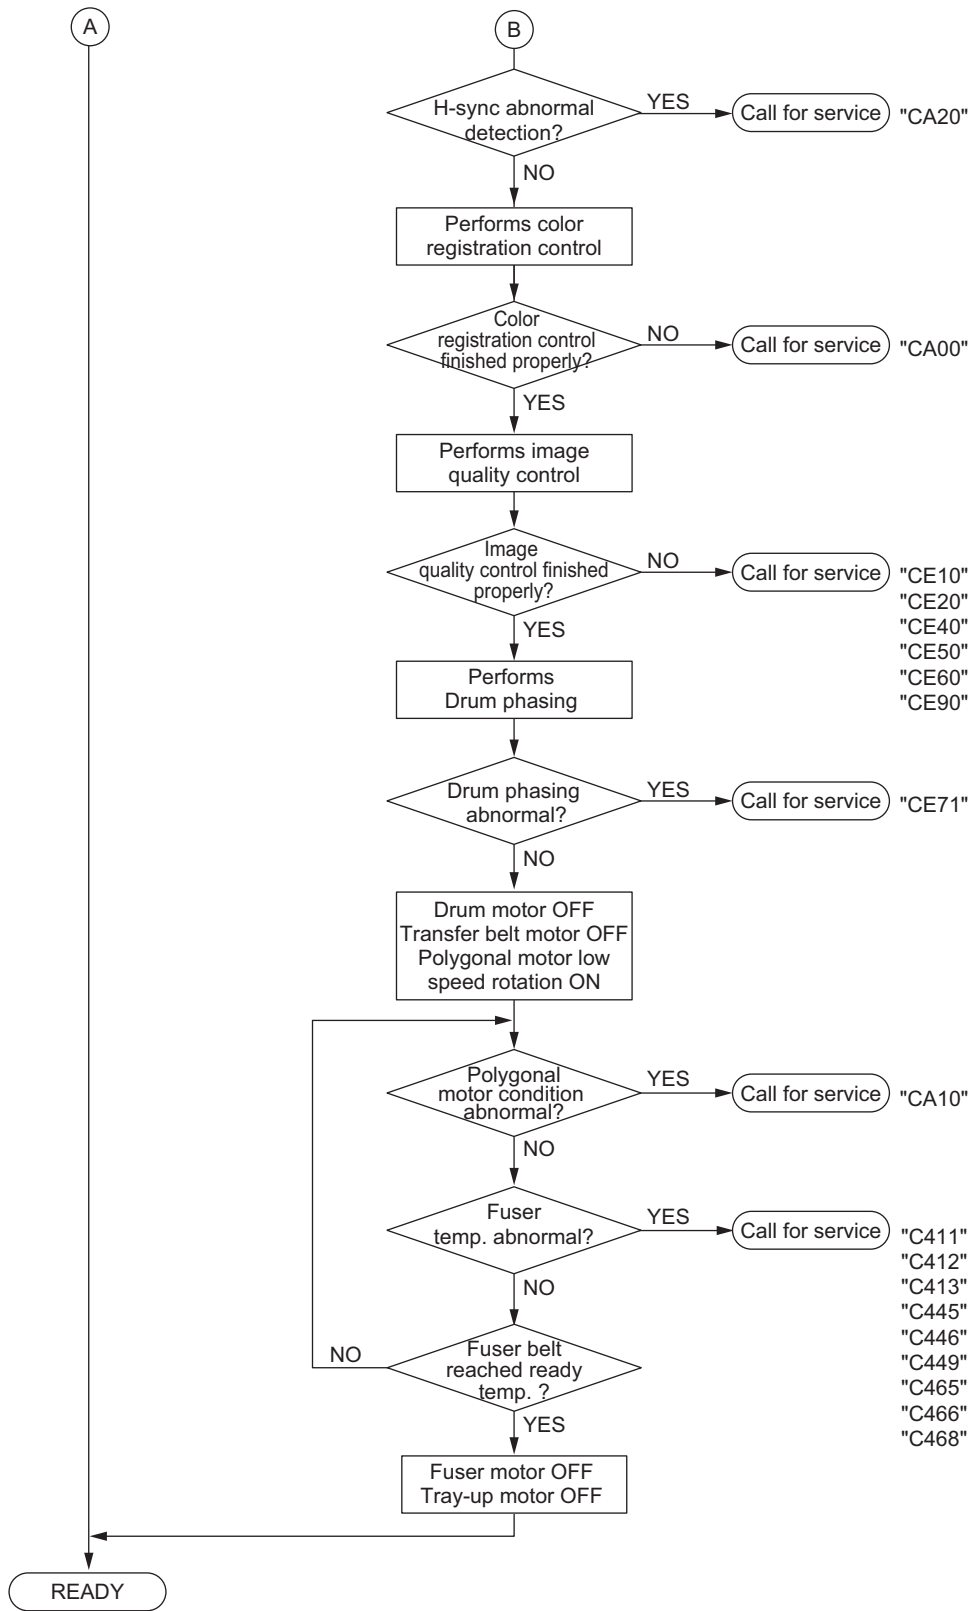 A
B
H-sync abnormal
detection?
YES
Call for service
"CA20"
NO
Performs color
registration control
Color
registration control
finished properly?
NO
Call for service
"CA00"
YES
Performs image
quality control
Image
quality control finished
properly?
NO
Call for service
"CE10"
"CE20"
"CE40"
"CE50"
"CE60"
"CE90"
YES
Performs
Drum phasing
Drum phasing
abnormal?
YES
Call for service
"CE71"
NO
Drum motor OFF
Transfer belt motor OFF
Polygonal motor low
speed rotation ON
Polygonal
motor condition
abnormal?
YES
Call for service
"CA10"
NO
Fuser
temp. abnormal?
YES
Call for service
"C411"
"C412"
"C413"
"C445"
"C446"
"C449"
"C465"
"C466"
"C468"
NO
Fuser belt
reached ready
temp. ?
NO
YES
Fuser motor OFF
Tray-up motor OFF
READY